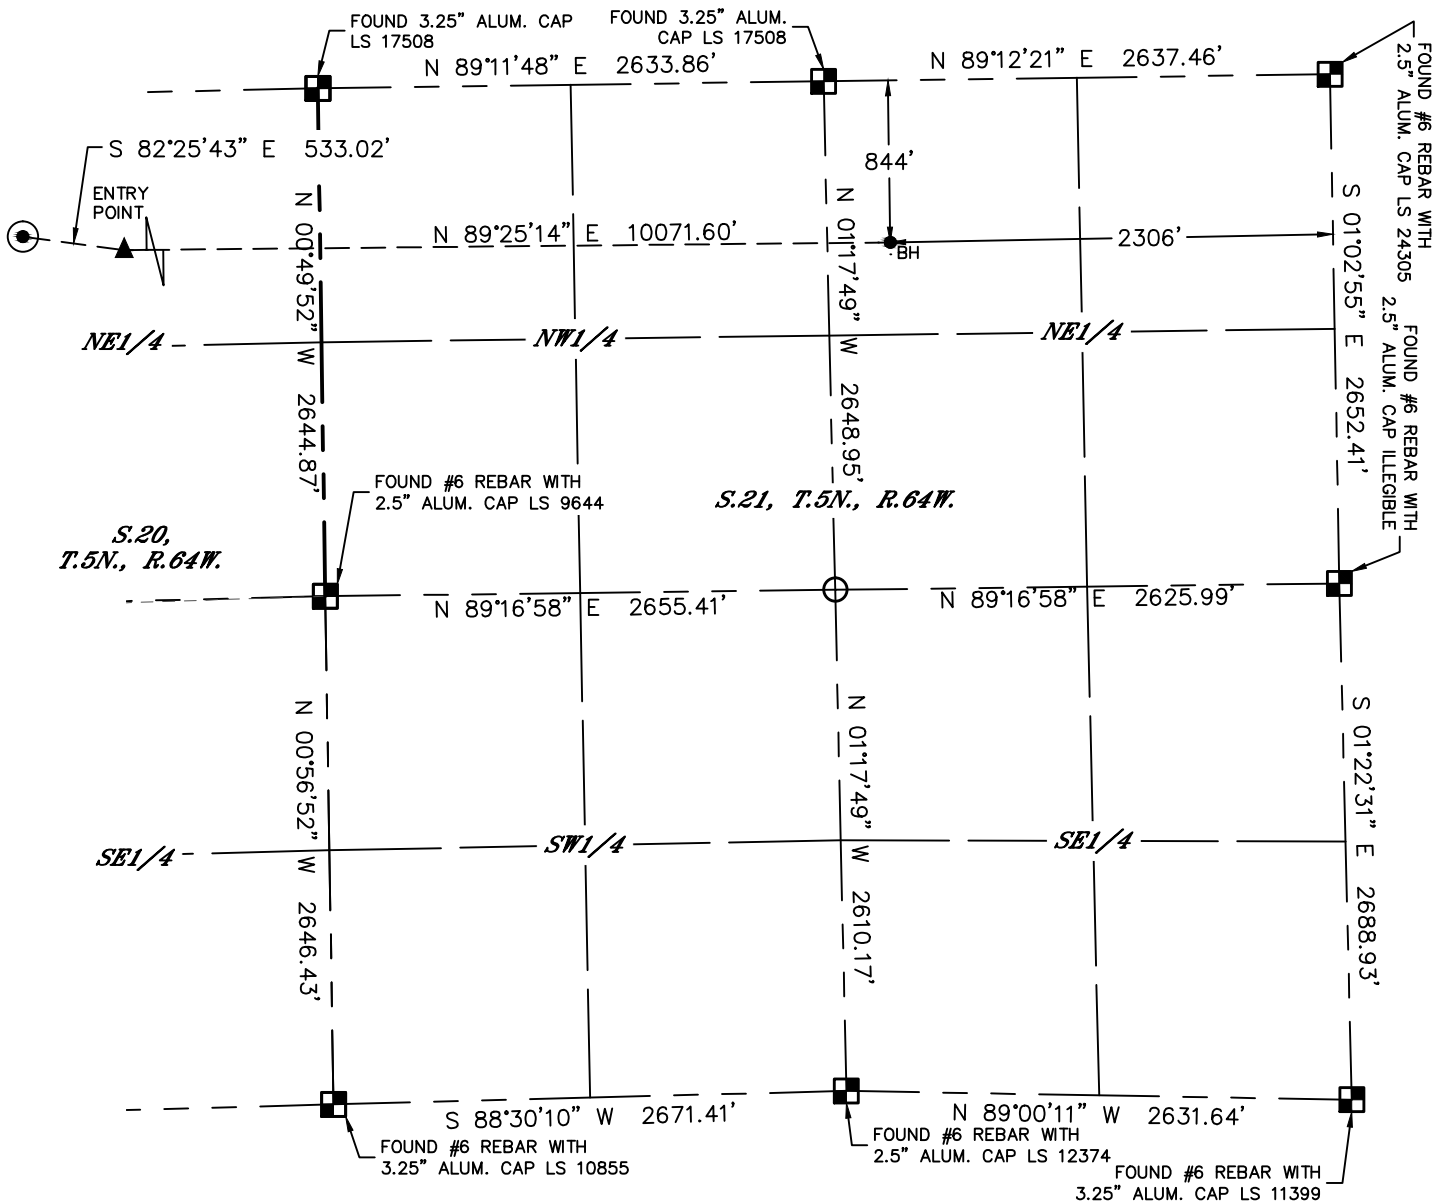 FOUND 3.25" ALUM. CAP
LS 17508
FOUND 3.25" ALUM.
CAP LS 17508
N 89°11'48" E 2633.86'
N 89°12'21" E 2637.46'
FOUND #6 REBAR WITH
2.5" ALUM. CAP LS 24305
S 82°25'43" E 533.02'
844'
ENTRY
POINT
N 00°49'52" W 2644.87'
N 89°25'14" E 10071.60'
N 01°17'49" W 2648.95'
BH
2306'
S 01°02'55" E 2652.41'
NE1/4
NW1/4
NE1/4
FOUND #6 REBAR WITH
2.5" ALUM. CAP ILLEGIBLE
FOUND #6 REBAR WITH
2.5" ALUM. CAP LS 9644
S.21, T.5N., R.64W.
S.20,
T.5N., R.64W.
N 89°16'58" E 2655.41'
N 89°16'58" E 2625.99'
N 00°56'52" W 2646.43'
N 01°17'49" W 2610.17'
S 01°22'31" E 2688.93'
SE1/4
SW1/4
SE1/4
S 88°30'10" W 2671.41'
N 89°00'11" W 2631.64'
FOUND #6 REBAR WITH
3.25" ALUM. CAP LS 10855
FOUND #6 REBAR WITH
2.5" ALUM. CAP LS 12374
FOUND #6 REBAR WITH
3.25" ALUM. CAP LS 11399